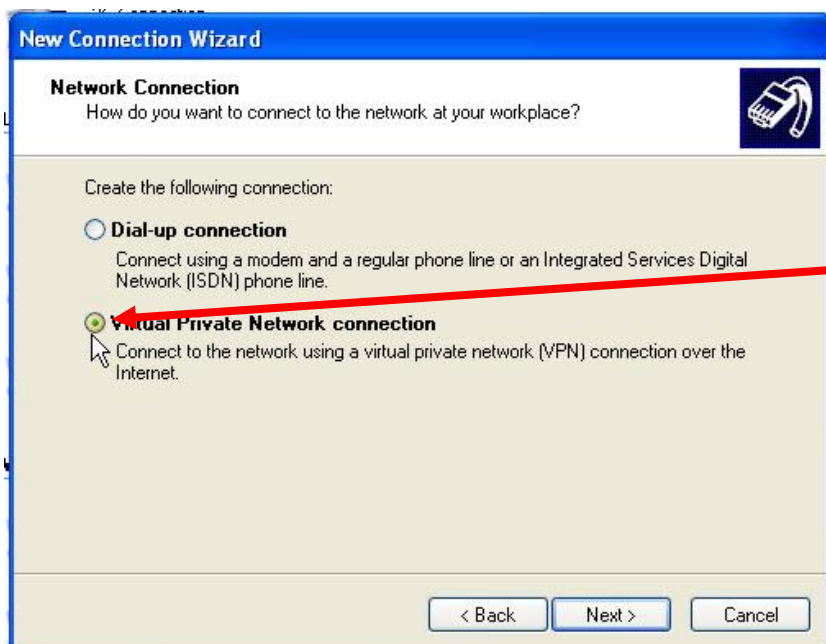 New Connection Wizard
Network Connection
How do you want to connect to the network at your workplace?
Create the following connection:
Dial-up connection
Connect using a modem and a regular phone line or an Integrated Services Digital
Network (ISDN) phone line.
Virtual Private Network connection
Connect to the network using a virtual private network (VPN) connection over the
Internet.
< Back
Next >
Cancel